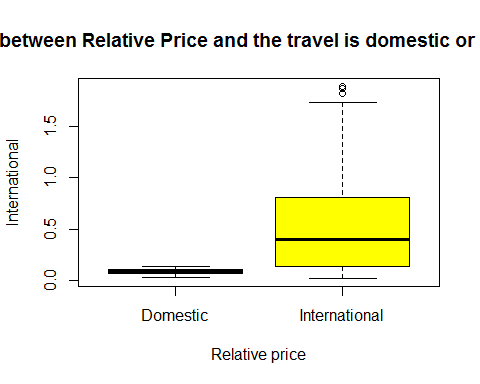 between Relative Price and the travel is domestic or
International
0.0 0.5 1.0 1.5
Domestic International
Relative price